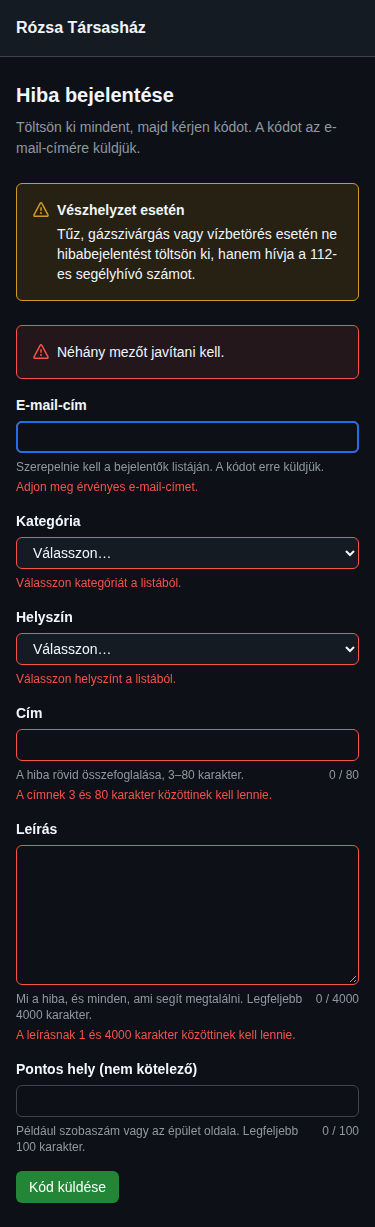 Rózsa Társasház
Hiba bejelentése
Töltsön ki mindent, majd kérjen kódot. A kódot az e-
mail-címére küldjük.
Vészhelyzet esetén
Tűz, gázszivárgás vagy vízbetörés esetén ne
hibabejelentést töltsön ki, hanem hívja a 112-
es segélyhívó számot.
Néhány mezőt javítani kell.
E-mail-cím
Szerepelnie kell a bejelentők listáján. A kódot erre küldjük.
Adjon meg érvényes e-mail-címet.
Kategória
Válasszon…
Válasszon kategóriát a listából.
Helyszín
Válasszon…
Válasszon helyszínt a listából.
Cím
A hiba rövid összefoglalása, 3–80 karakter. 0 / 80
A címnek 3 és 80 karakter közöttinek kell lennie.
Leírás
Mi a hiba, és minden, ami segít megtalálni. Legfeljebb 0 / 4000
4000 karakter.
A leírásnak 1 és 4000 karakter közöttinek kell lennie.
Pontos hely (nem kötelező)
Például szobaszám vagy az épület oldala. Legfeljebb 0 / 100
100 karakter.
Kód küldése